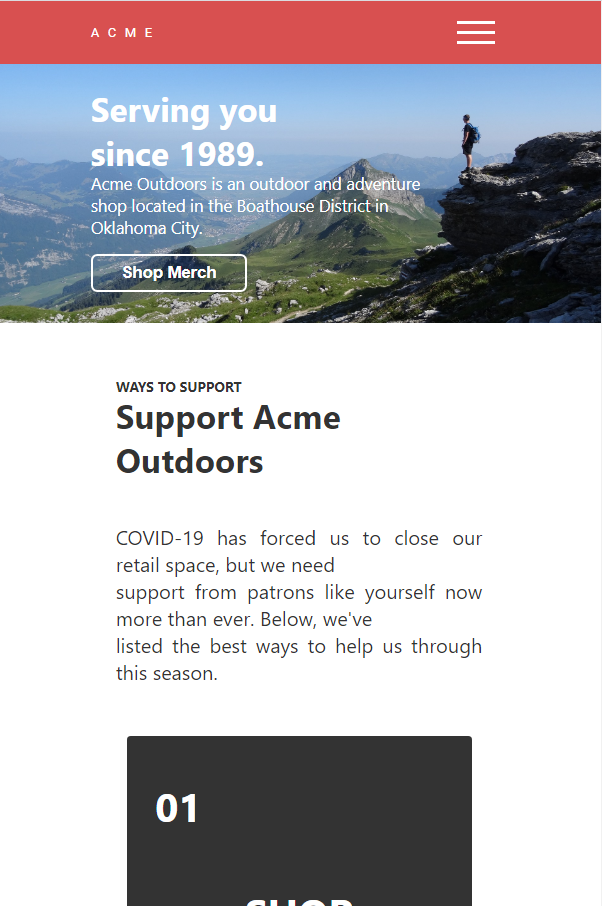 ACME
Serving you
since 1989.
Acme Outdoors is an outdoor and adventure
shop located in the Boathouse District in
Oklahoma City.
Shop Merch
WAYS TO SUPPORT
Support Acme
Outdoors
COVID-19 has forced us to close our
retail space, but we need
support from patrons like yourself now
more than ever. Below, we've
listed the best ways to help us through
this season.
01
SHOP